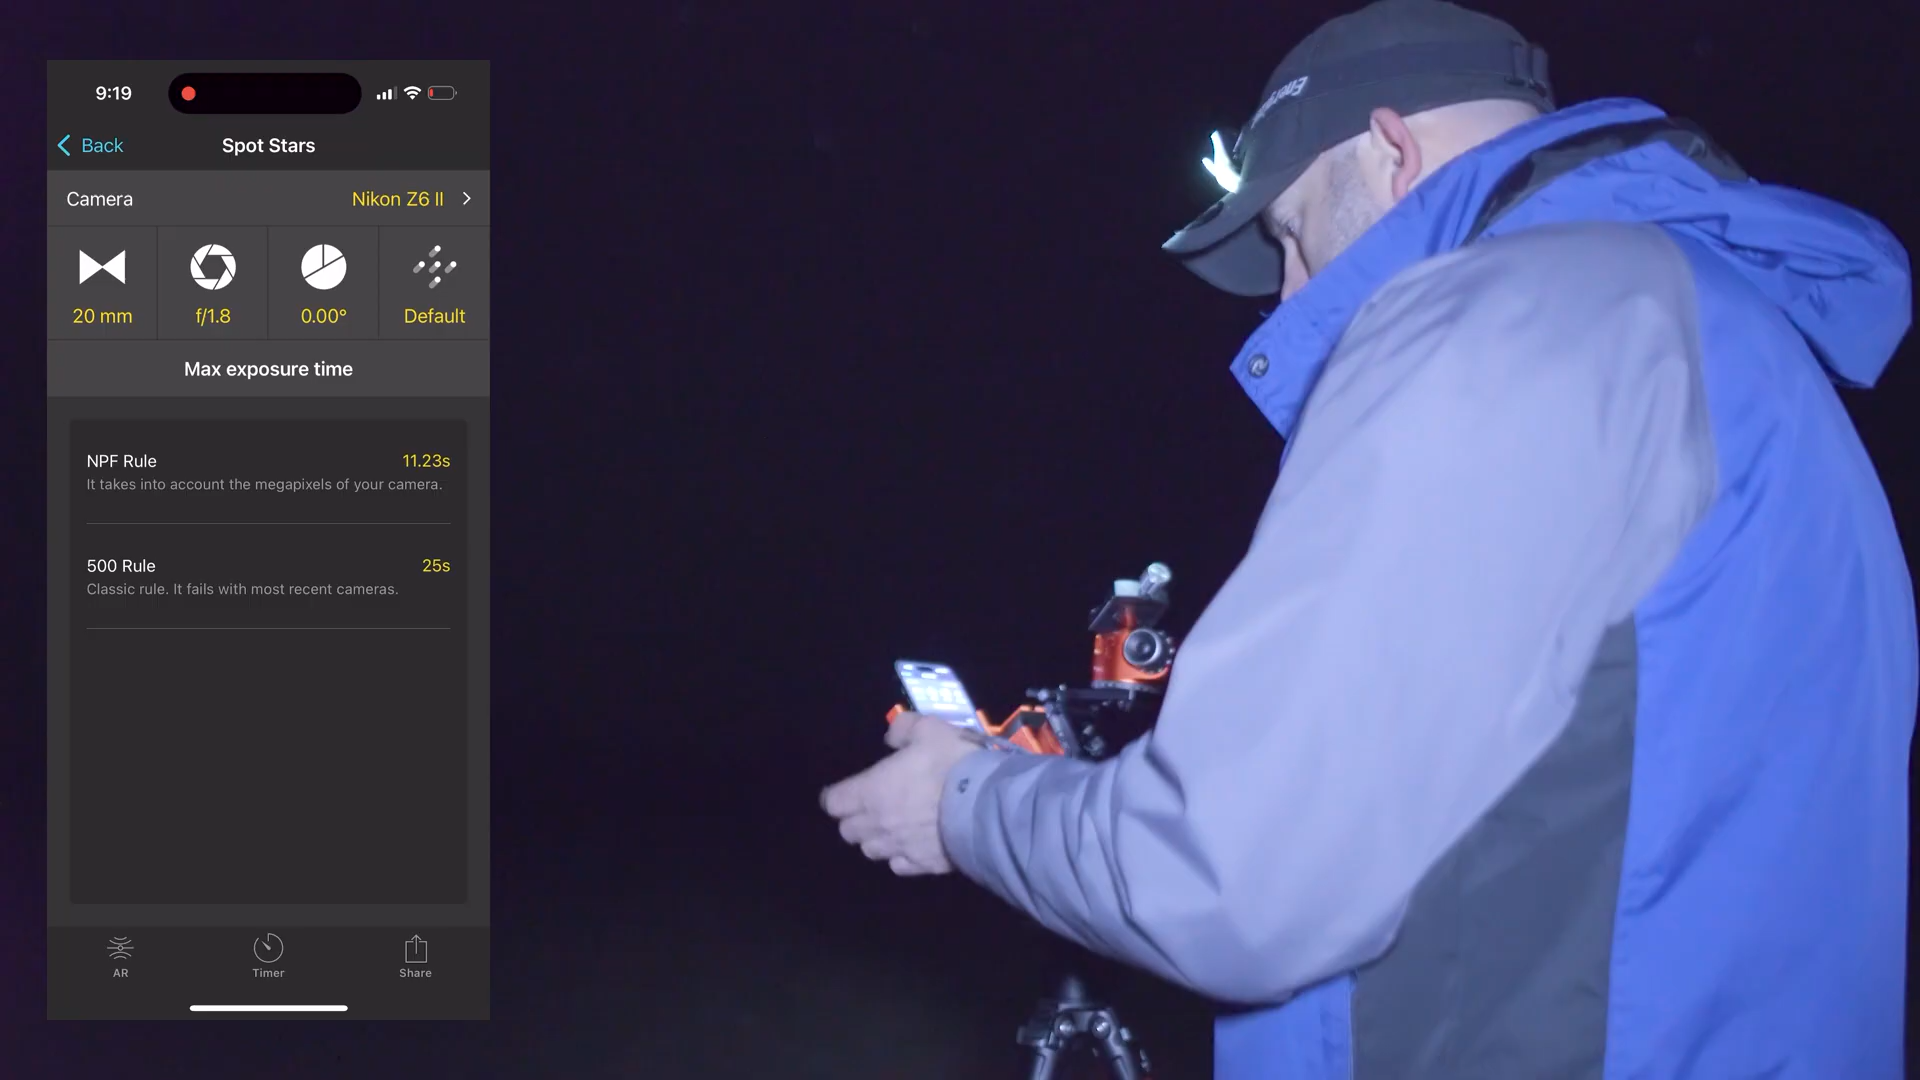 9:19
Back
Spot Stars
Camera
Nikon Z6 II
20 mm
f/1.8
0.00°
Default
Max exposure time
NPF Rule
11.23s
It takes into account the megapixels of your camera.
500 Rule
25s
Classic rule. It fails with most recent cameras.
AR
Timer
Share